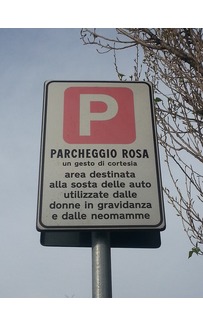 P
PARCHEGGIO ROSA
un gesto di cortesia
area destinata
alla sosta delle auto
utilizzate dalle
donne in gravidanza
e dalle neomamme